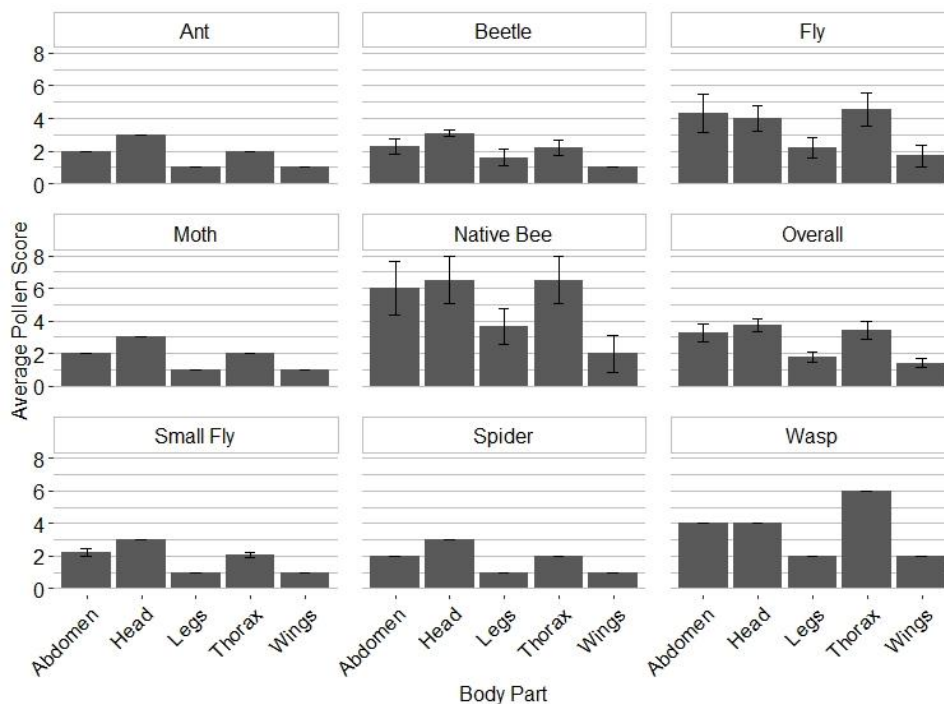 Ant
Beetle
Fly
8
6
4
2
0
Moth
Native Bee
Overall
8
6
4
2
0
Average Pollen Score
Small Fly
Spider
Wasp
8
6
4
2
0
Abdomen
Head
Legs
Thorax
Wings
Abdomen
Head
Legs
Thorax
Wings
Abdomen
Head
Legs
Thorax
Wings
Body Part